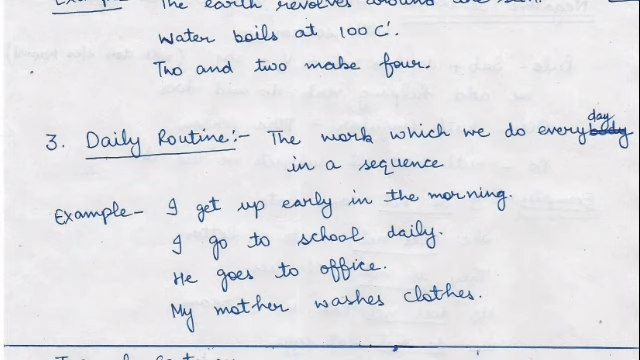 Example- The earth revolves around the sun.
Water boils at 100 C'.
Two and two make four.
3. Daily Routine:- The work which we do everyday
in a sequence
Example- I get up early in the morning.
I go to school daily.
He goes to office.
My mother washes clothes.